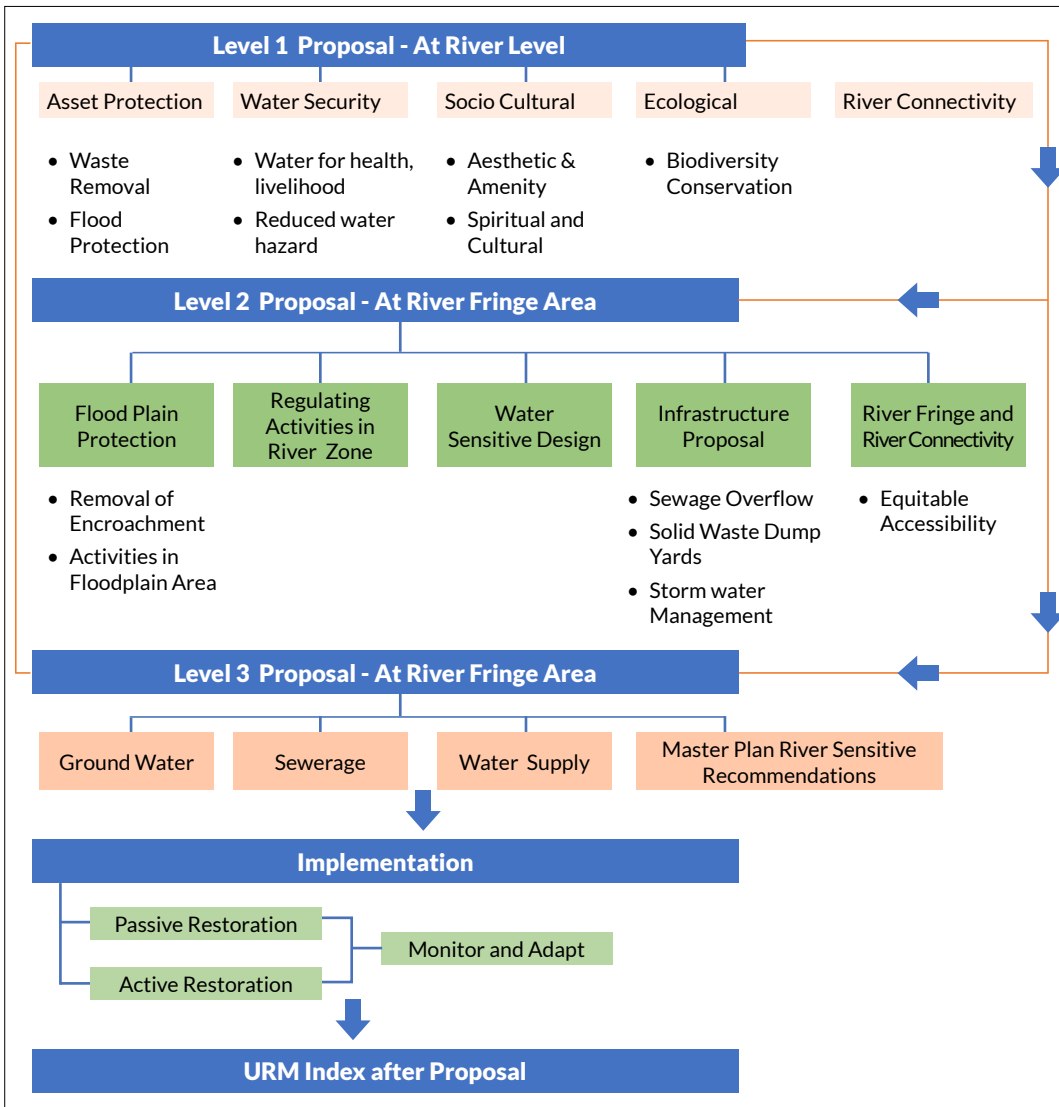 Level 1 Proposal - At River Level
Asset Protection
Water Security
Socio Cultural
Ecological
River Connectivity
• Waste
Removal
• Flood
Protection
• Water for health,
livelihood
• Reduced water
hazard
• Aesthetic &
Amenity
• Spiritual and
Cultural
• Biodiversity
Conservation
Level 2 Proposal - At River Fringe Area
Flood Plain
Protection
Regulating
Activities in
River Zone
Water
Sensitive Design
Infrastructure
Proposal
River Fringe and
River Connectivity
• Removal of
Encroachment
• Activities in
Floodplain Area
• Sewage Overflow
• Solid Waste Dump
Yards
• Storm water
Management
• Equitable
Accessibility
Level 3 Proposal - At River Fringe Area
Ground Water
Sewerage
Water Supply
Master Plan River Sensitive
Recommendations
Implementation
Passive Restoration
Active Restoration
Monitor and Adapt
URM Index after Proposal